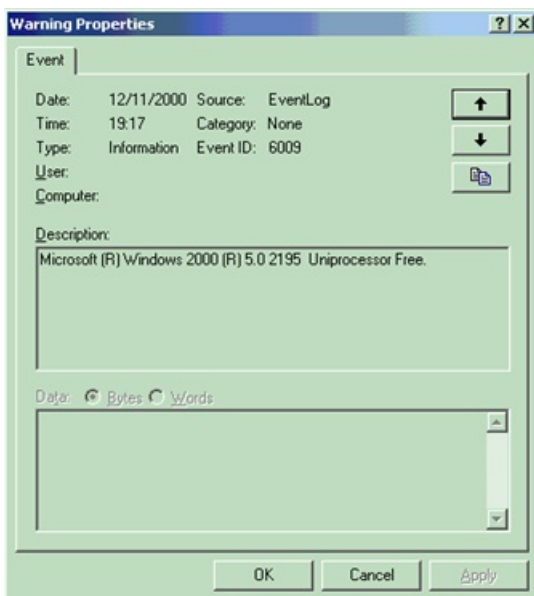 Warning Properties
Event
Date: 12/11/2000 Source: EventLog
Time: 19:17 Category: None
Type: Information Event ID: 6009
User:
Computer:
Description:
Microsoft (R) Windows 2000 (R) 5.0 2195 Uniprocessor Free.
Data: Bytes Words
OK Cancel Apply